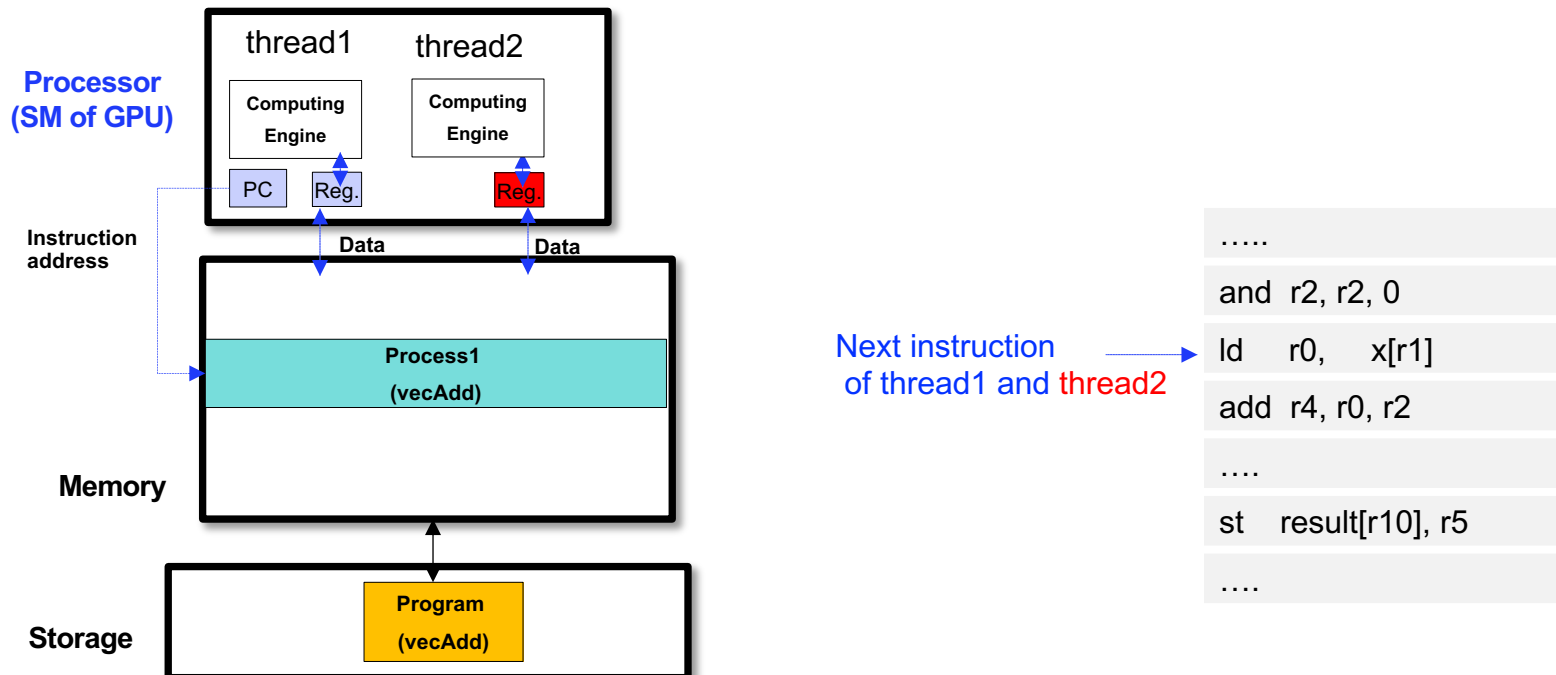 thread1
thread2
Processor
(SM of GPU)
Computing
Engine
Computing
Engine
PC
Reg.
Reg.
Instruction
address
Data
Data
Process1
(vecAdd)
Memory
Program
(vecAdd)
Storage
Next instruction
of thread1 and thread2
…..
and r2, r2, 0
ld r0, x[r1]
add r4, r0, r2
….
st result[r10], r5
….